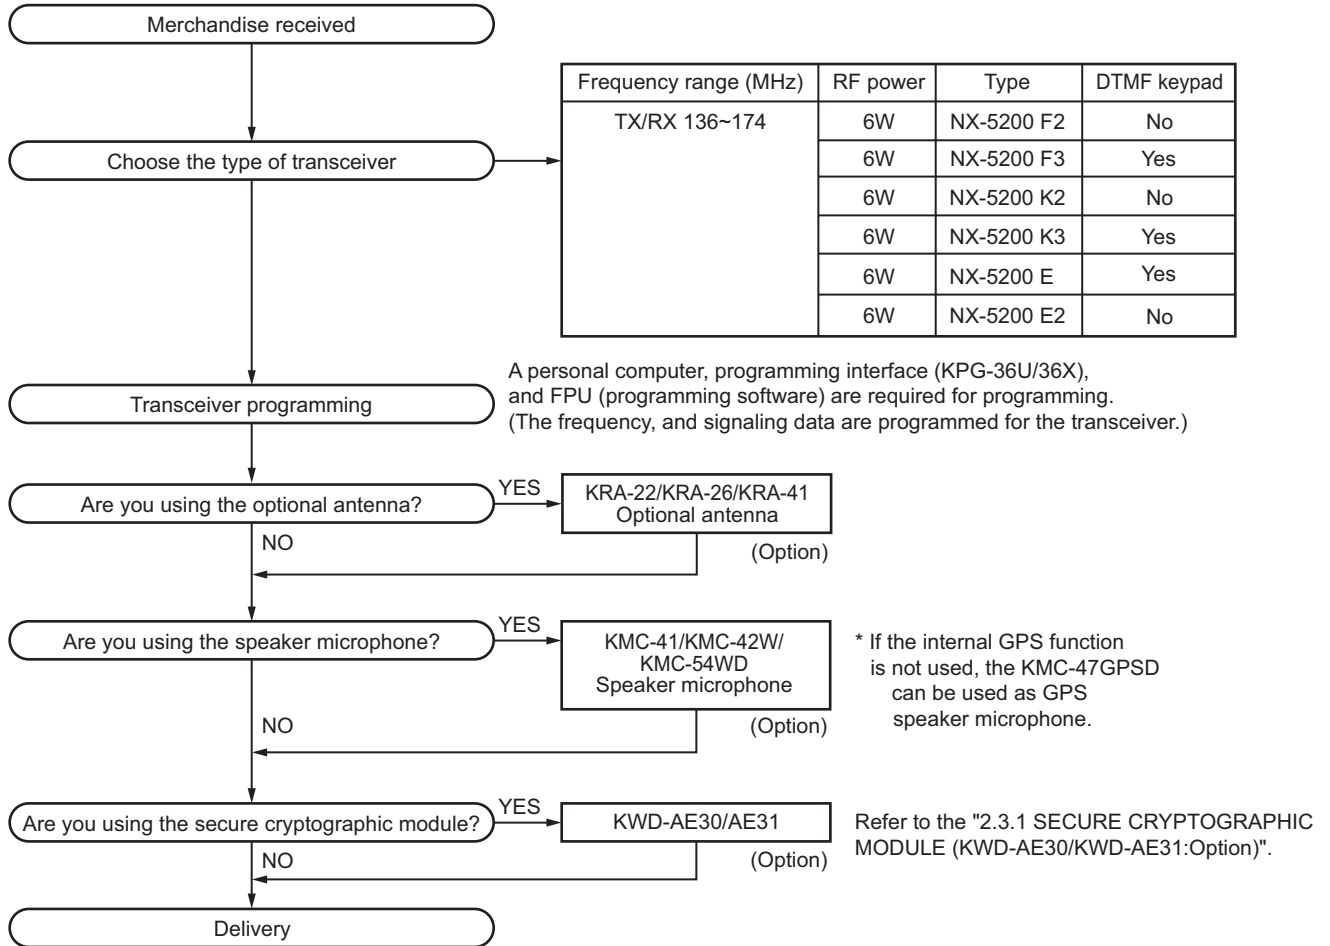 Merchandise received
Choose the type of transceiver
Frequency range (MHz) RF power Type DTMF keypad
TX/RX 136~174 6W NX-5200 F2 No
6W NX-5200 F3 Yes
6W NX-5200 K2 No
6W NX-5200 K3 Yes
6W NX-5200 E Yes
6W NX-5200 E2 No
Transceiver programming
A personal computer, programming interface (KPG-36U/36X),
and FPU (programming software) are required for programming.
(The frequency, and signaling data are programmed for the transceiver.)
Are you using the optional antenna?
YES
KRA-22/KRA-26/KRA-41
Optional antenna
(Option)
NO
Are you using the speaker microphone?
YES
KMC-41/KMC-42W/
KMC-54WD
Speaker microphone
(Option)
* If the internal GPS function
is not used, the KMC-47GPSD
can be used as GPS
speaker microphone.
NO
Are you using the secure cryptographic module?
YES
KWD-AE30/AE31
(Option)
Refer to the "2.3.1 SECURE CRYPTOGRAPHIC
MODULE (KWD-AE30/KWD-AE31:Option)".
NO
Delivery